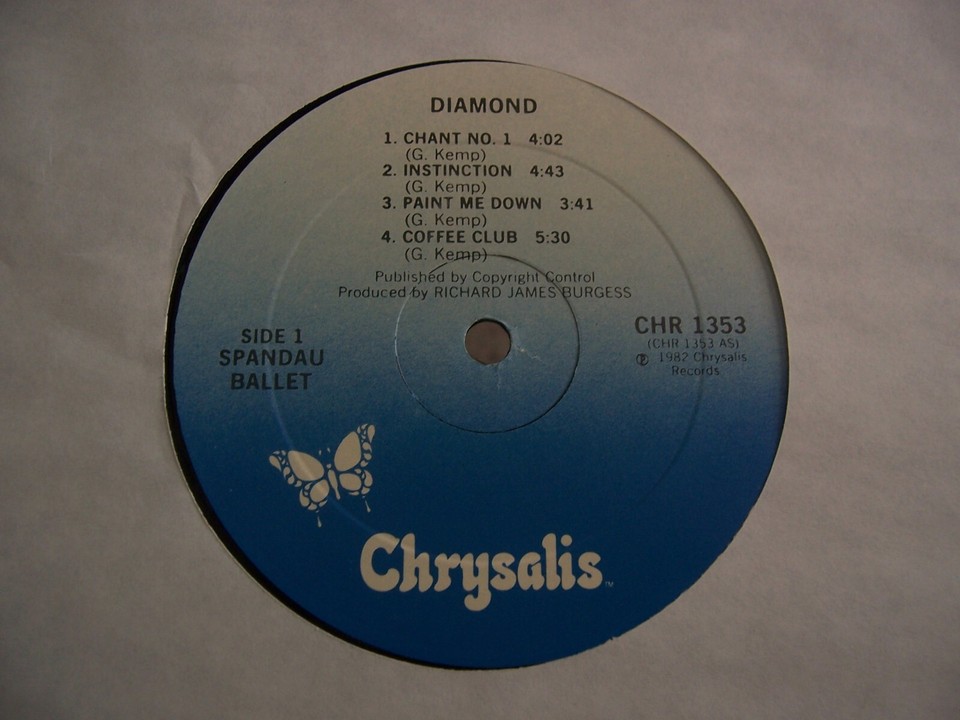 DIAMOND
1. CHANT NO. 1 4:02
(G. Kemp)
2. INSTINCTION 4:43
(G. Kemp)
3. PAINT ME DOWN 3:41
(G. Kemp)
4. COFFEE CLUB 5:30
(G. Kemp)
Published by Copyright Control
Produced by RICHARD JAMES BURGESS
SIDE 1
SPANDAU
BALLET
CHR 1353
(CHR 1353 AS)
℗ 1982 Chrysalis
Records
Chrysalis™